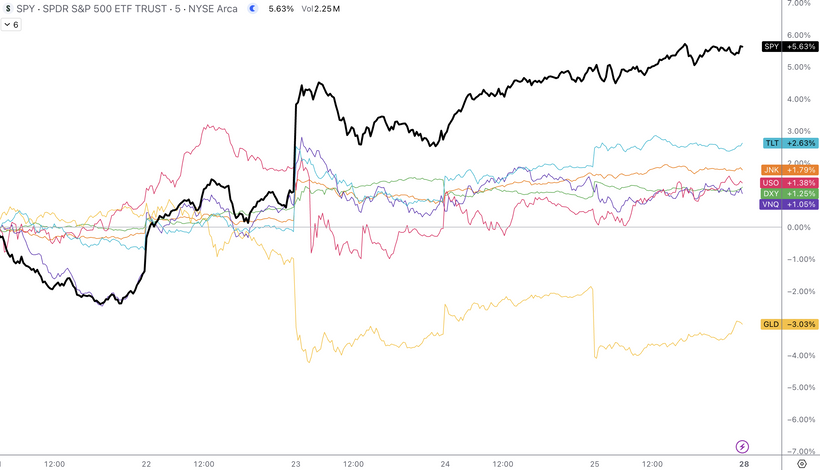 S SPY · SPDR S&P 500 ETF TRUST · 5 · NYSE Arca 5.63% Vol2.25 M
6
7.00%
6.00%
SPY +5.63%
5.00%
4.00%
3.00%
TLT +2.63%
2.00%
JNK +1.79%
USO +1.38%
DXY +1.25%
VNQ +1.05%
0.00%
−1.00%
−2.00%
GLD −3.03%
−4.00%
−5.00%
−6.00%
−7.00%
12:00 22 12:00 23 12:00 24 12:00 25 12:00 28